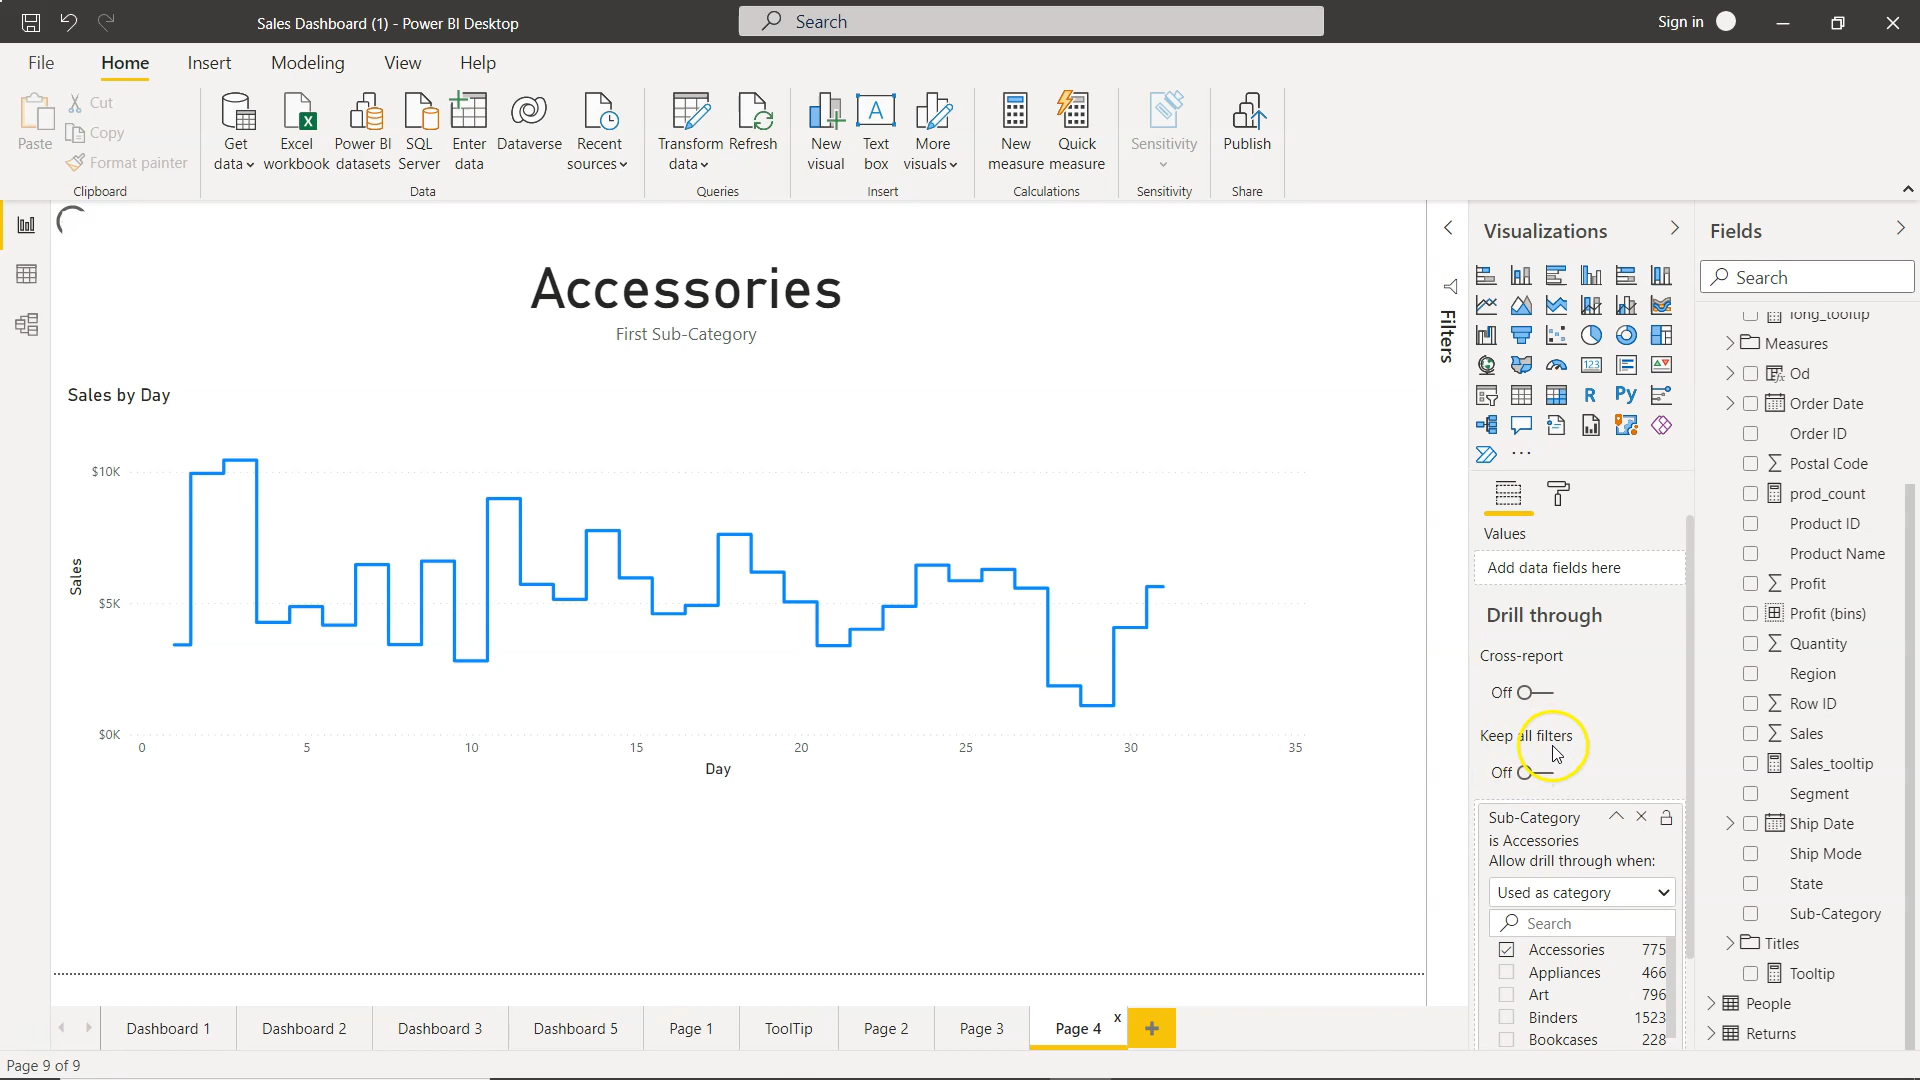 Sales Dashboard (1) - Power BI Desktop
Search
Sign in
File Home Insert Modeling View Help
Paste
Cut
Copy
Format painter
Clipboard
Get data
Excel workbook
Power BI datasets
SQL Server
Enter data
Dataverse
Recent sources
Data
Transform data
Refresh
Queries
New visual
A
Text box
More visuals
Insert
New measure
Quick measure
Calculations
Sensitivity
Sensitivity
Publish
Share
Accessories
First Sub-Category
Sales by Day
$10K
$5K
$0K
Sales
0 5 10 15 20 25 30 35
Day
Filters
Visualizations
123
R
Py
...
Values
Add data fields here
Drill through
Cross-report
Off
Keep all filters
Off
Sub-Category
is Accessories
Allow drill through when:
Used as category
Search
Accessories 775
Appliances 466
Art 796
Binders 1523
Bookcases 228
Fields
Search
long_tooltip
Measures
Od
Order Date
Order ID
Postal Code
prod_count
Product ID
Product Name
Profit
Profit (bins)
Quantity
Region
Row ID
Sales
Sales_tooltip
Segment
Ship Date
Ship Mode
State
Sub-Category
Titles
Tooltip
People
Returns
Dashboard 1 Dashboard 2 Dashboard 3 Dashboard 5 Page 1 ToolTip Page 2 Page 3 Page 4 x +
Page 9 of 9